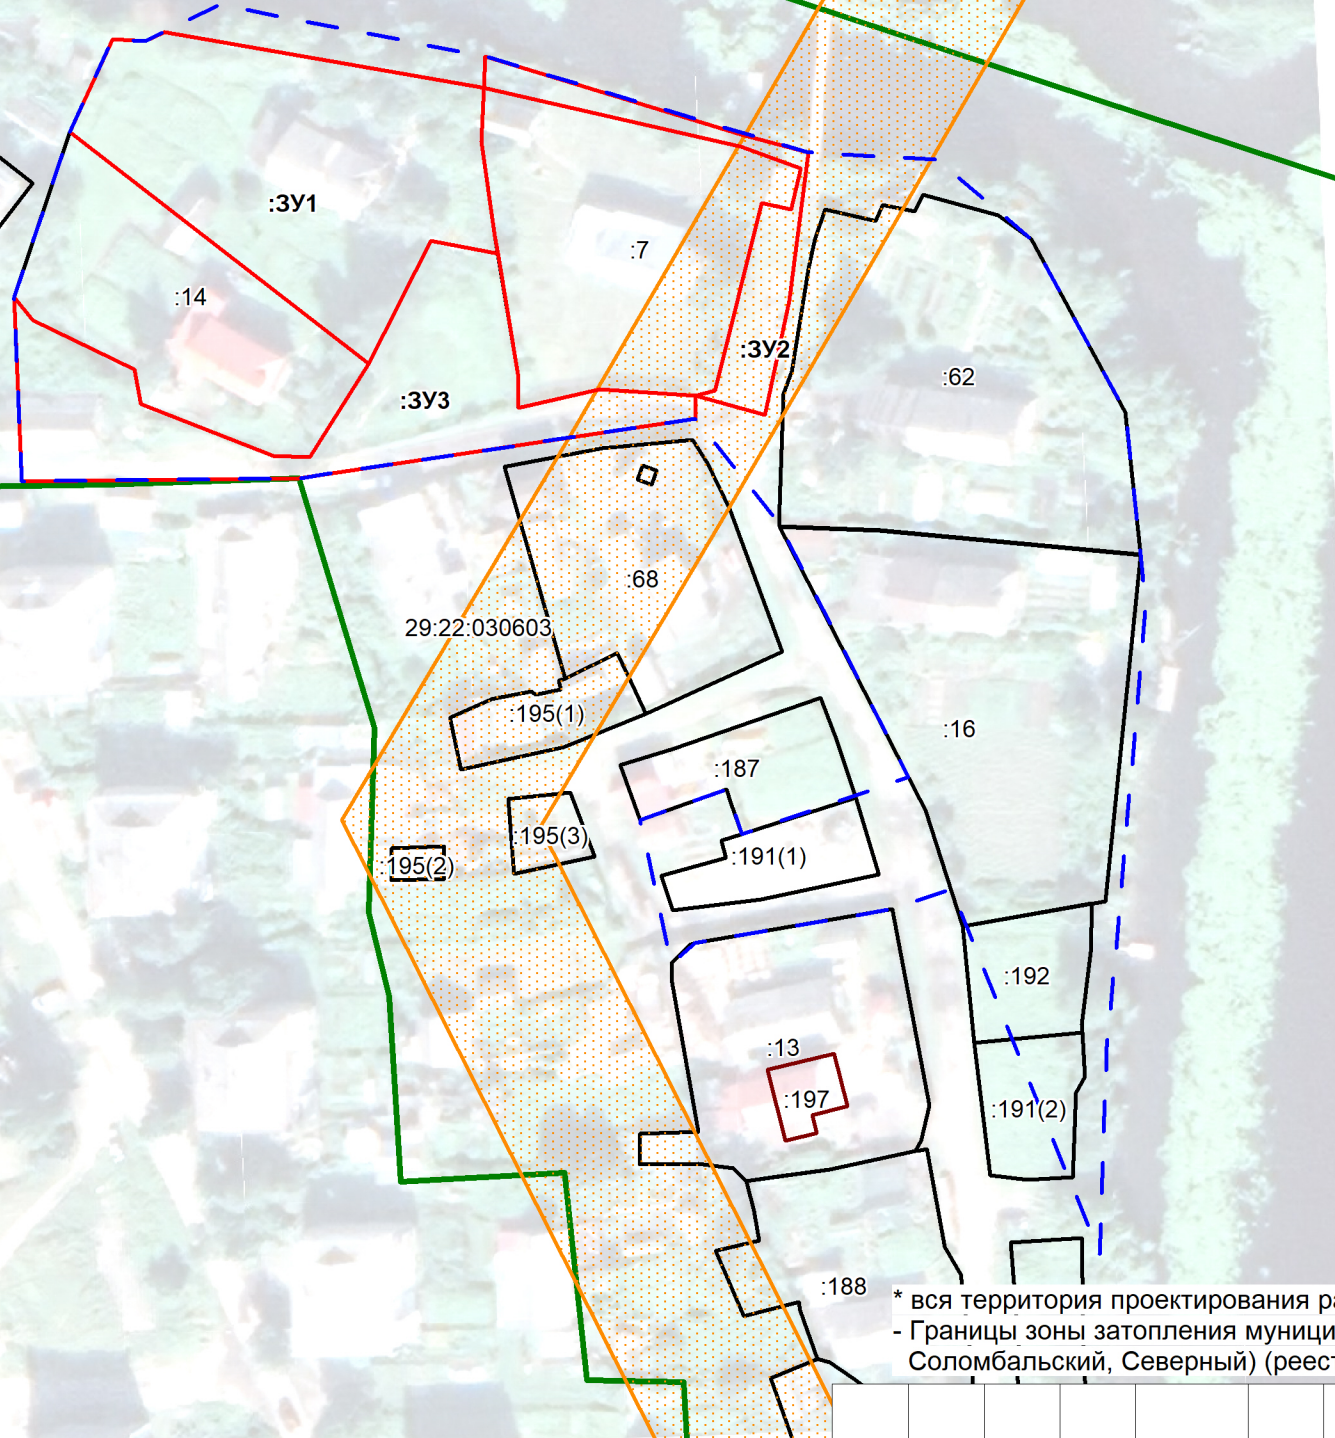 :ЗУ1
:7
:14
:ЗУ2
:62
:ЗУ3
:68
29:22:030603
:195(1)
:16
:187
:195(3)
:191(1)
:195(2)
:192
:13
:197
:191(2)
:188
* вся территория проектирования
- Границы зоны затопления
Соломбальский, Северный)